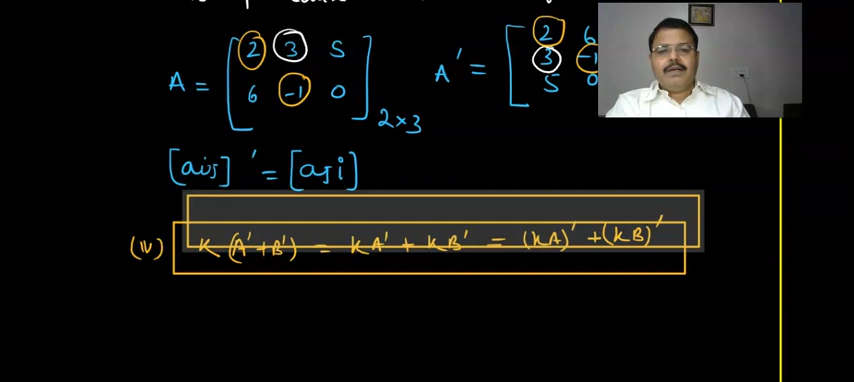 A = [ 2 3 5
6 -1 0 ] 2×3
A' = [ 2 6
3 -1
5 0
[aij]' = [aji]
(iv) K (A'+B') = KA' + KB' = (KA)' + (KB)'